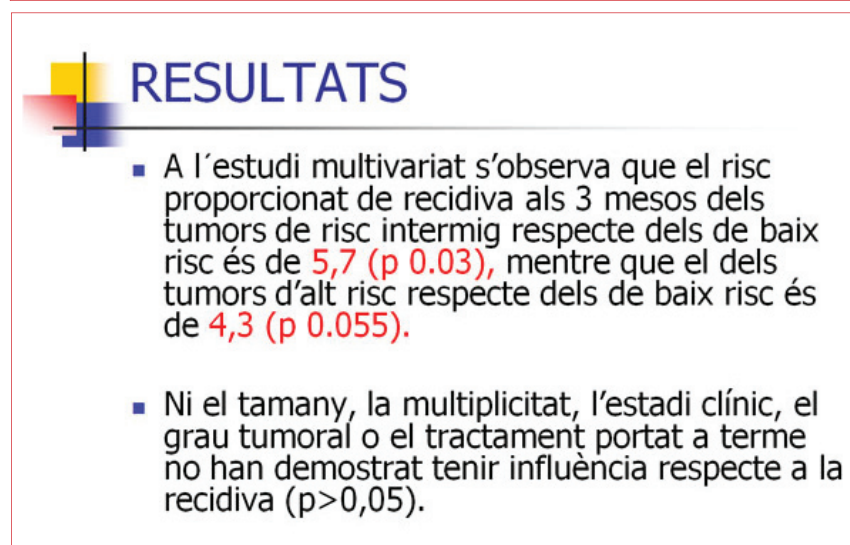 RESULTATS
A l´estudi multivariat s’observa que el risc
proporcionat de recidiva als 3 mesos dels
tumors de risc intermig respecte dels de baix
risc és de 5,7 (p 0.03), mentre que el dels
tumors d’alt risc respecte dels de baix risc és
de 4,3 (p 0.055).
Ni el tamany, la multiplicitat, l’estadi clínic, el
grau tumoral o el tractament portat a terme
no han demostrat tenir influència respecte a la
recidiva (p>0,05).